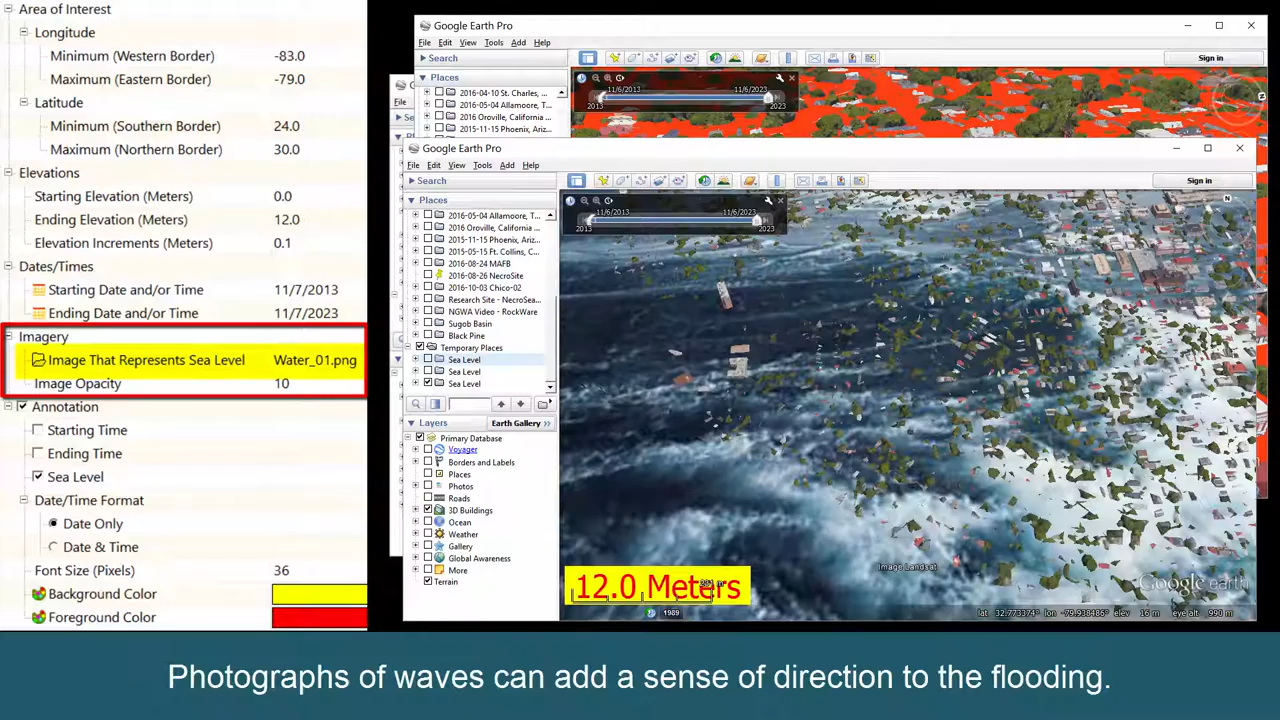 Area of Interest
Longitude
Minimum (Western Border) -83.0
Maximum (Eastern Border) -79.0
Latitude
Minimum (Southern Border) 24.0
Maximum (Northern Border) 30.0
Elevations
Starting Elevation (Meters) 0.0
Ending Elevation (Meters) 12.0
Elevation Increments (Meters) 0.1
Dates/Times
Starting Date and/or Time 11/7/2013
Ending Date and/or Time 11/7/2023
Imagery
Image That Represents Sea Level Water_01.png
Image Opacity 10
Annotation
Starting Time
Ending Time
Sea Level
Date/Time Format
Date Only
Date & Time
Font Size (Pixels) 36
Background Color
Foreground Color
Google Earth Pro
File Edit View Tools Add Help
Sign in
Search
Places
2016-04-10 St. Charles, ...
2016-05-04 Allamoore, T...
2016 Oroville, California ...
2015-11-15 Phoenix, Ariz...
11/6/2013 11/6/2023
2013 2023
File
Google Earth Pro
File Edit View Tools Add Help
Sign in
Search
Places
2016-05-04 Allamoore, T...
2016 Oroville, California ...
2015-11-15 Phoenix, Ariz...
2015-05-15 Ft. Collins, C...
2016-08-24 MAFB
2016-08-26 NecroSite
2016-10-03 Chico-02
Research Site - NecroSea...
NGWA Video - RockWare
Sugob Basin
Black Pine
Temporary Places
Sea Level
Sea Level
Sea Level
Layers
Earth Gallery >>
Primary Database
Voyager
Borders and Labels
Places
Photos
Roads
3D Buildings
Ocean
Weather
Gallery
Global Awareness
More
Terrain
11/6/2013 11/6/2023
2013 2023
N
12.0 Meters
1989
Image Landsat
Google earth
lat 32.773374° lon -79.938486° elev 16 m eye alt 990 m
Photographs of waves can add a sense of direction to the flooding.